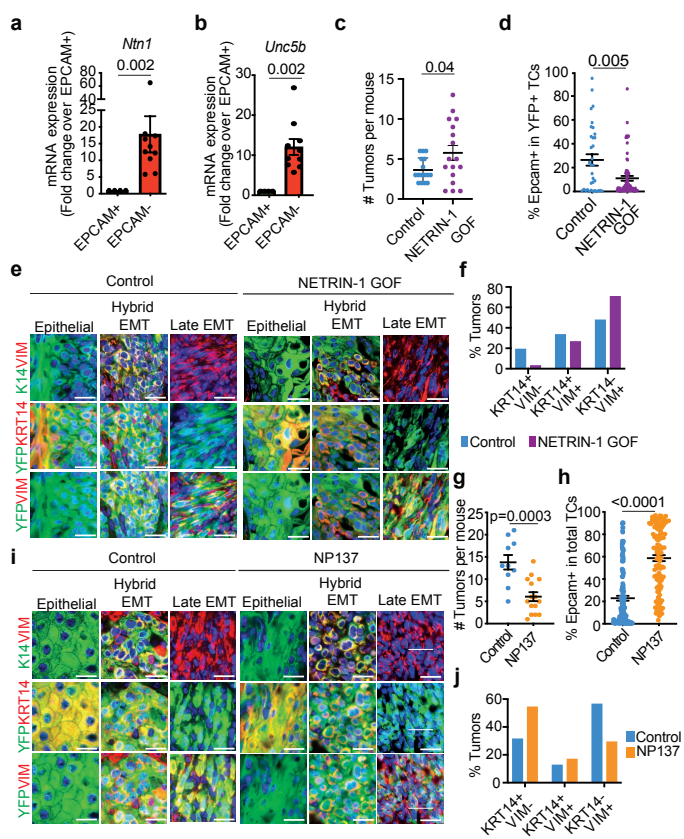 a
Ntn1
0.002
mRNA expression
(Fold change over EPCAM+)
80
60
40
25
20
15
10
5
0
EPCAM+
EPCAM-
b
Unc5b
0.002
mRNA expression
(Fold change over EPCAM+)
40
30
20
10
0
EPCAM+
EPCAM-
c
0.04
# Tumors per mouse
15
10
5
0
Control
NETRIN-1
GOF
d
0.005
% Epcam+ in YFP+ TCs
100
80
60
40
20
0
Control
NETRIN-1
GOF
e
Control
NETRIN-1 GOF
Epithelial
Hybrid
EMT
Late EMT
Epithelial
Hybrid
EMT
Late EMT
K14VIM
YFPKRT14
YFPVIM
f
% Tumors
80
60
40
20
0
KRT14+
VIM-
KRT14+
VIM+
KRT14-
VIM+
Control
NETRIN-1 GOF
g
p=0.0003
# Tumors per mouse
25
20
15
10
5
0
Control
NP137
h
<0.0001
% Epcam+ in total TCs
100
80
60
40
20
0
Control
NP137
i
Control
NP137
Epithelial
Hybrid
EMT
Late EMT
Epithelial
Hybrid
EMT
Late EMT
K14VIM
YFPKRT14
YFPVIM
j
% Tumors
60
40
20
0
KRT14+
VIM-
KRT14+
VIM+
KRT14-
VIM+
Control
NP137